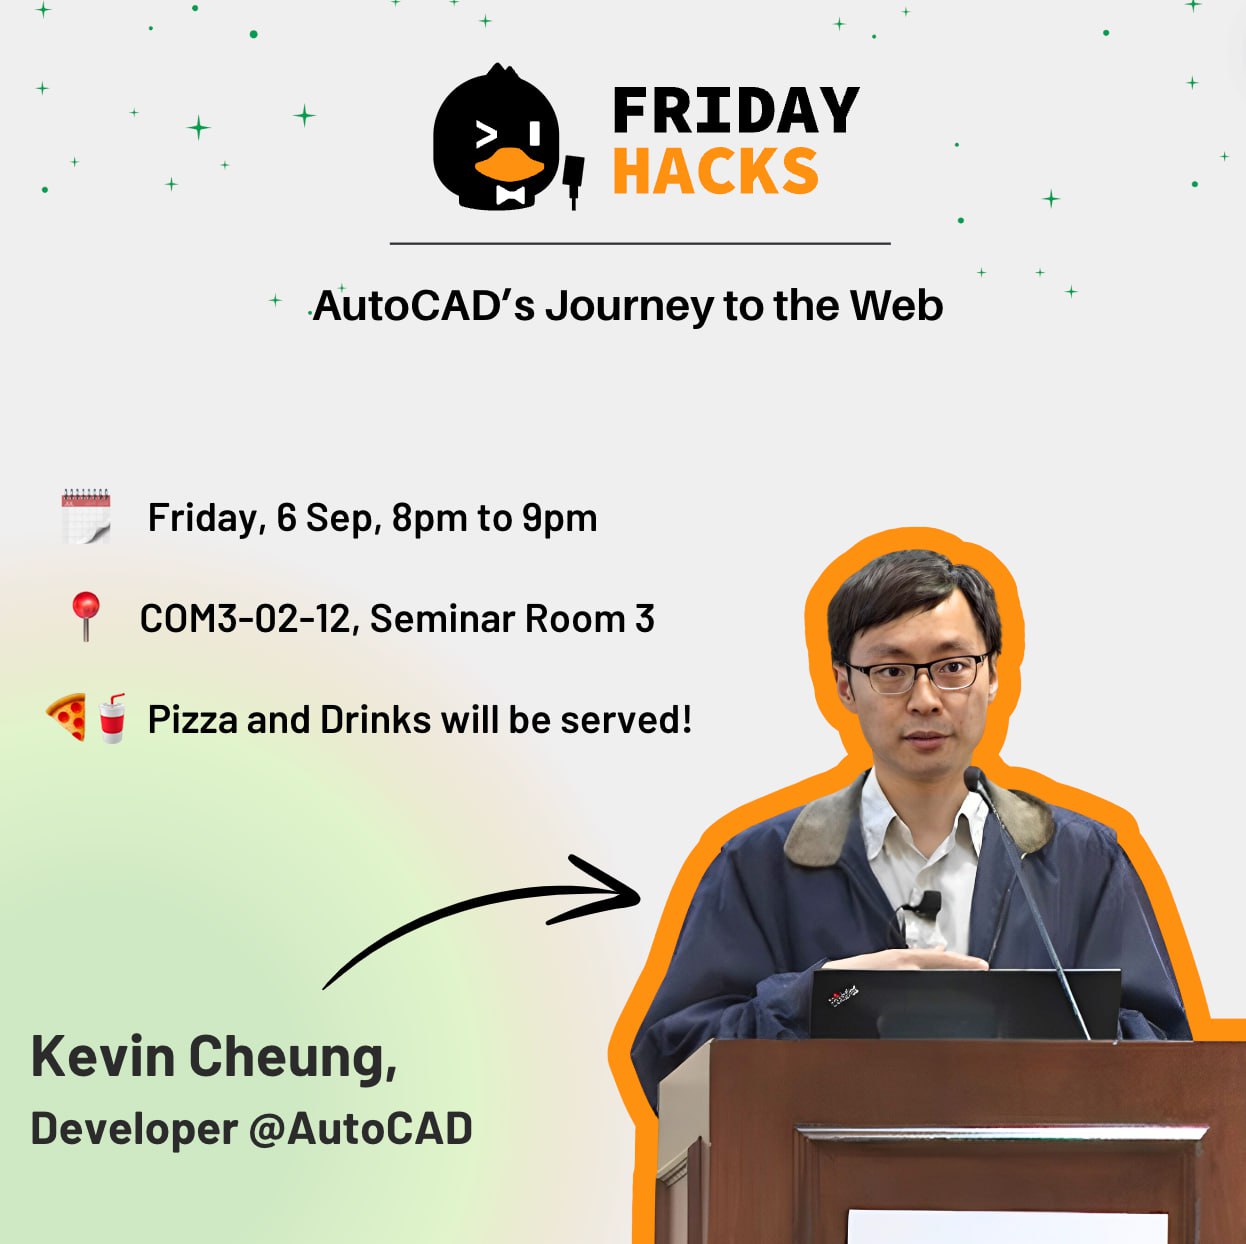 FRIDAY
HACKS
AutoCAD’s Journey to the Web
Friday, 6 Sep, 8pm to 9pm
COM3-02-12, Seminar Room 3
Pizza and Drinks will be served!
Kevin Cheung,
Developer @AutoCAD